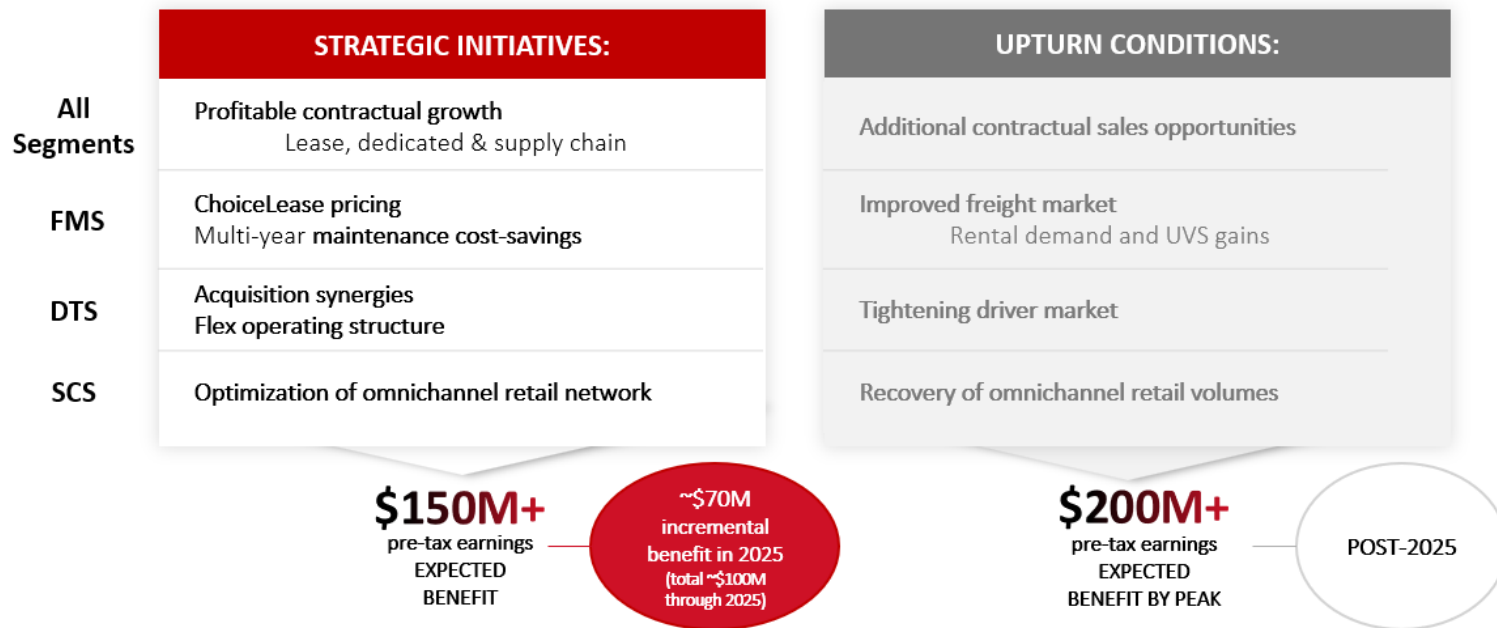 STRATEGIC INITIATIVES:
UPTURN CONDITIONS:
All
Segments
Profitable contractual growth
Lease, dedicated & supply chain
Additional contractual sales opportunities
FMS
ChoiceLease pricing
Multi-year maintenance cost-savings
Improved freight market
Rental demand and UVS gains
DTS
Acquisition synergies
Flex operating structure
Tightening driver market
SCS
Optimization of omnichannel retail network
Recovery of omnichannel retail volumes
$150M+
pre-tax earnings
EXPECTED
BENEFIT
~$70M
incremental
benefit in 2025
(total ~$100M
through 2025)
$200M+
pre-tax earnings
EXPECTED
BENEFIT BY PEAK
POST-2025